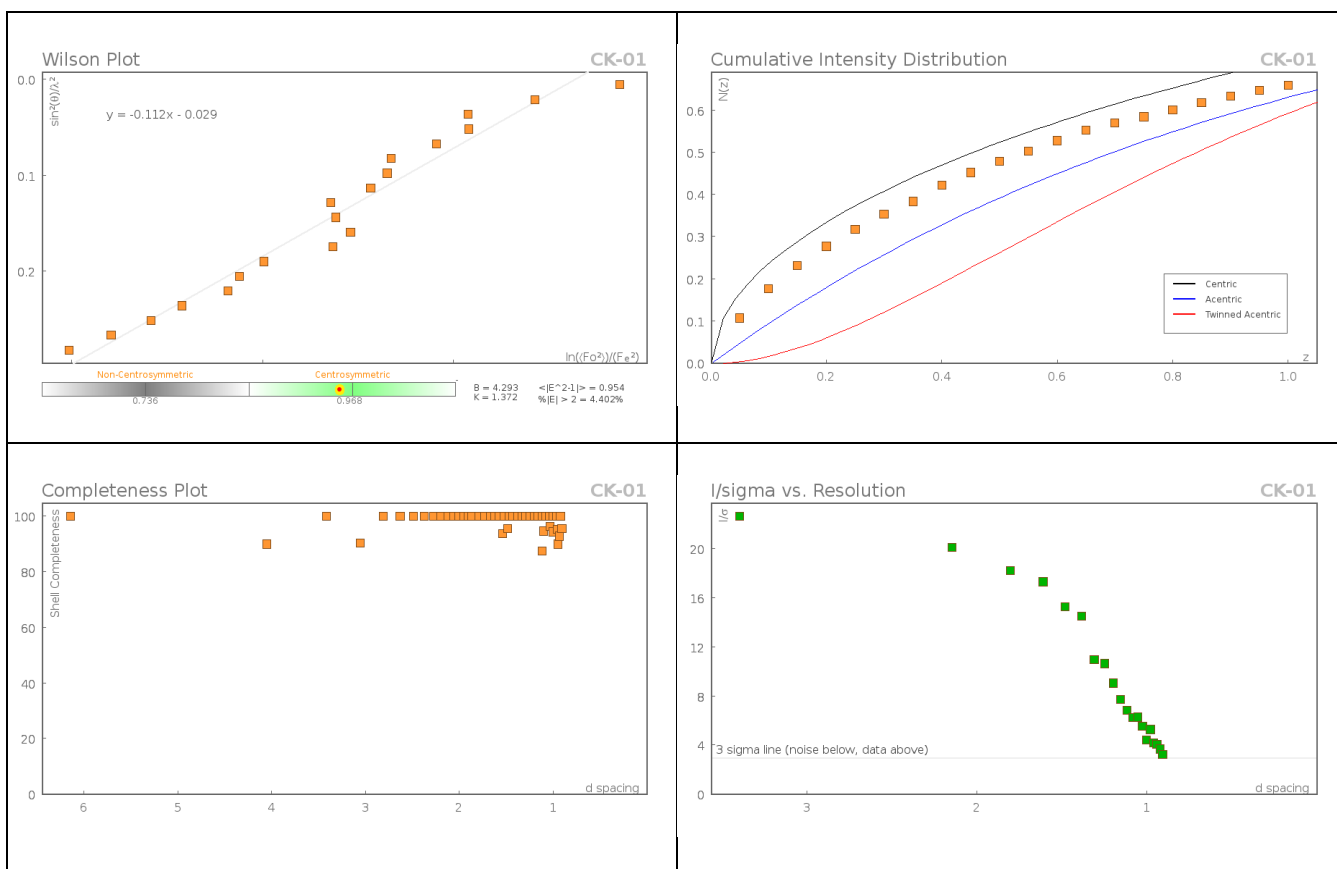 Wilson Plot CK-01
0.0
sin²(θ)/λ²
y = -0.112x - 0.029
0.1
0.2
ln(⟨Fo²⟩)/(Fₑ²)
Non-Centrosymmetric Centrosymmetric
0.736 0.968
B = 4.293 <|E^2-1|> = 0.954
K = 1.372 %|E| > 2 = 4.402%
Cumulative Intensity Distribution CK-01
N(z)
0.6
0.5
0.4
0.3
0.2
0.1
0.0
Centric
Acentric
Twinned Acentric
z
0.0 0.2 0.4 0.6 0.8 1.0
Completeness Plot CK-01
100
Shell Completeness
80
60
40
20
0
d spacing
6 5 4 3 2 1
I/sigma vs. Resolution CK-01
I/σ
20
16
12
8
4
3 sigma line (noise below, data above)
0
d spacing
3 2 1